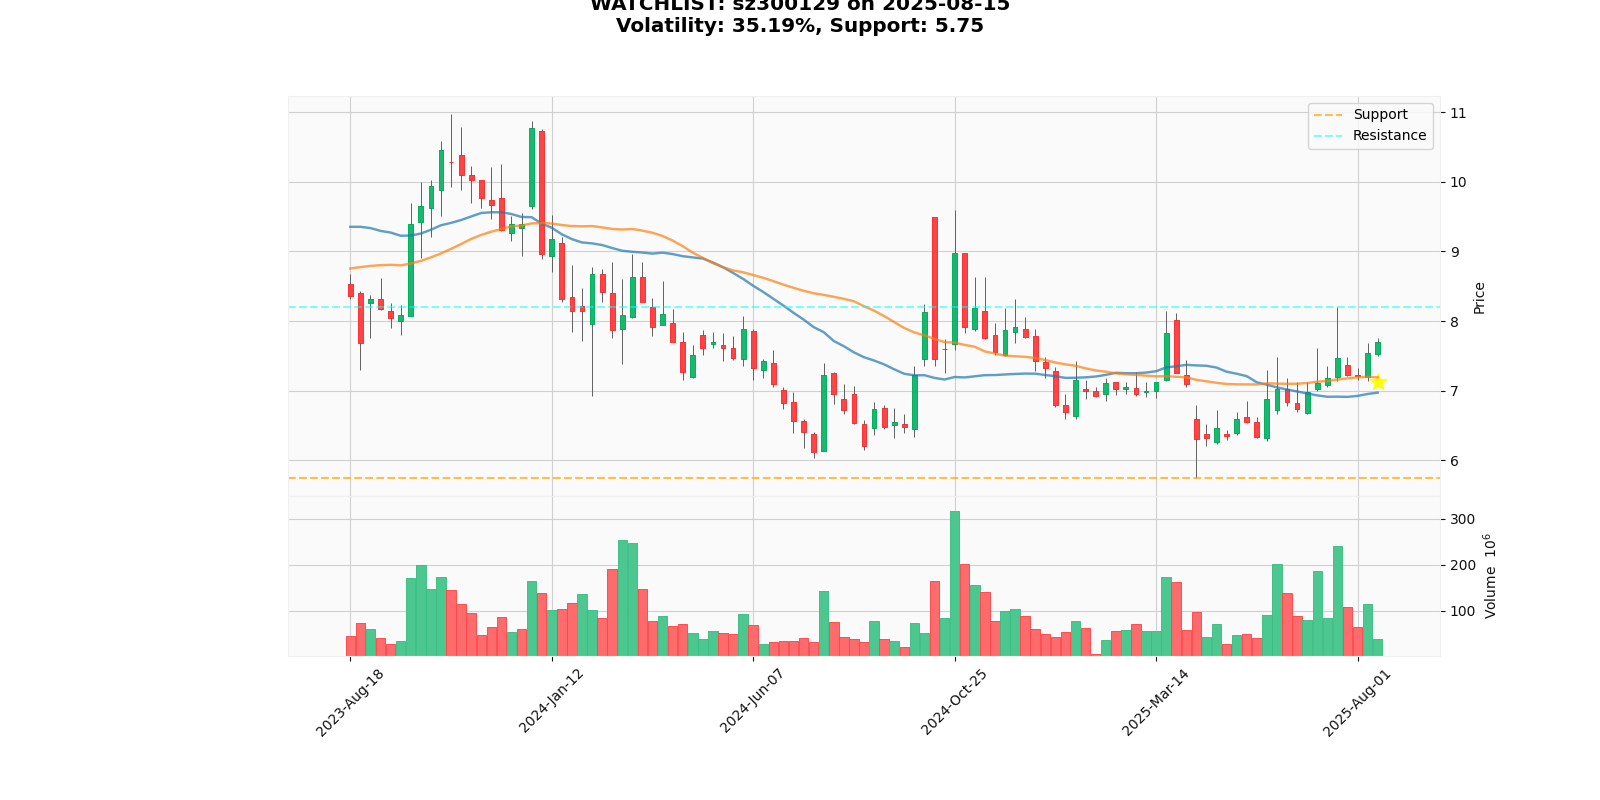 WATCHLIST: sz300129 on 2025-08-15
Volatility: 35.19%, Support: 5.75
Support
Resistance
11
10
9
8
7
6
Price
300
200
100
Volume 10^6
2023-Aug-18
2024-Jan-12
2024-Jun-07
2024-Oct-25
2025-Mar-14
2025-Aug-01